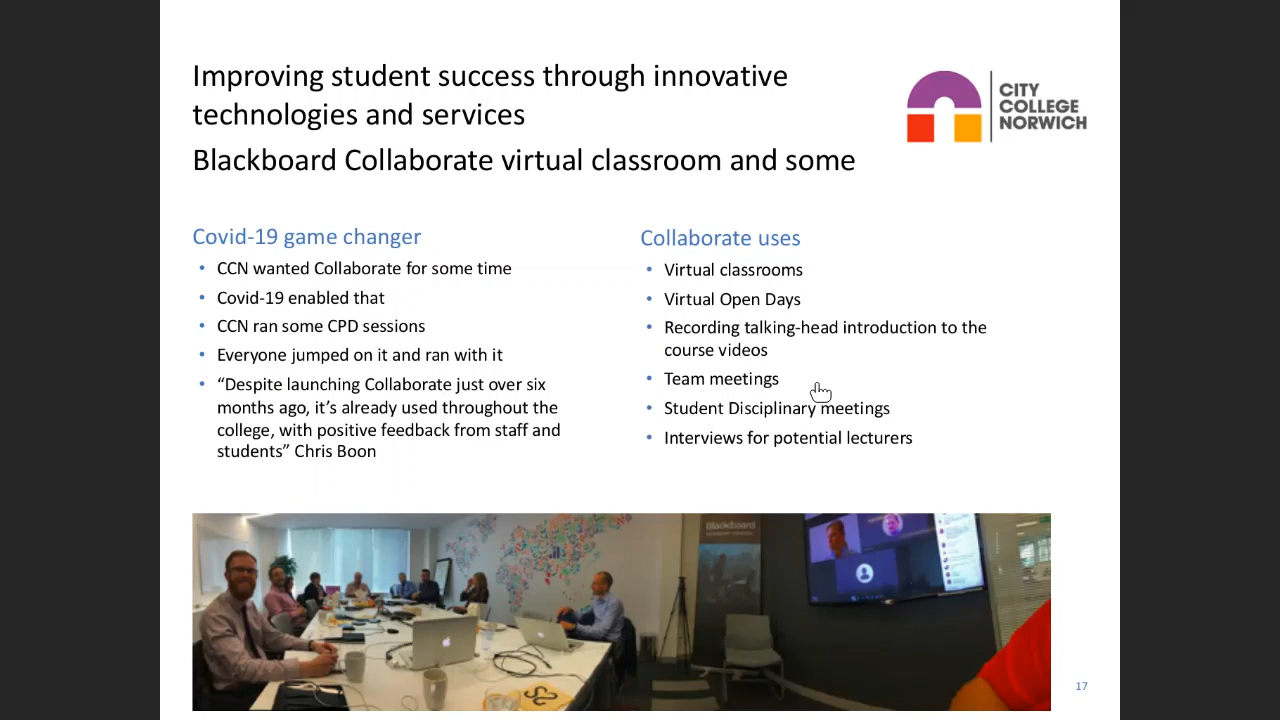 Improving student success through innovative
technologies and services
Blackboard Collaborate virtual classroom and some
CITY
COLLEGE
NORWICH
Covid-19 game changer
• CCN wanted Collaborate for some time
• Covid-19 enabled that
• CCN ran some CPD sessions
• Everyone jumped on it and ran with it
• “Despite launching Collaborate just over six
months ago, it’s already used throughout the
college, with positive feedback from staff and
students” Chris Boon
Collaborate uses
• Virtual classrooms
• Virtual Open Days
• Recording talking-head introduction to the
course videos
• Team meetings
• Student Disciplinary meetings
• Interviews for potential lecturers
Blackboard
17